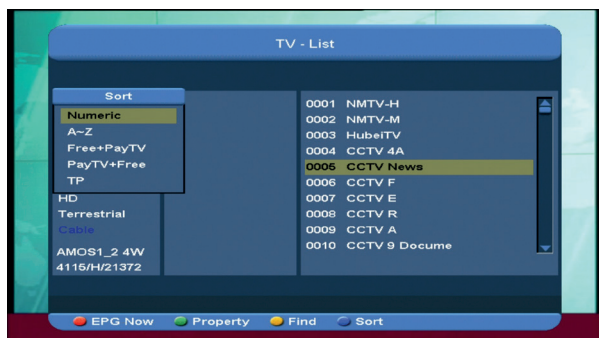 TV - List
Sort
Numeric
A~Z
Free+PayTV
PayTV+Free
TP
HD
Terrestrial
Cable
AMOS1_2 4W
4115/H/21372
0001 NMTV-H
0002 NMTV-M
0003 HubeiTV
0004 CCTV 4A
0005 CCTV News
0006 CCTV F
0007 CCTV E
0008 CCTV R
0009 CCTV A
0010 CCTV 9 Docume
EPG Now Property Find Sort